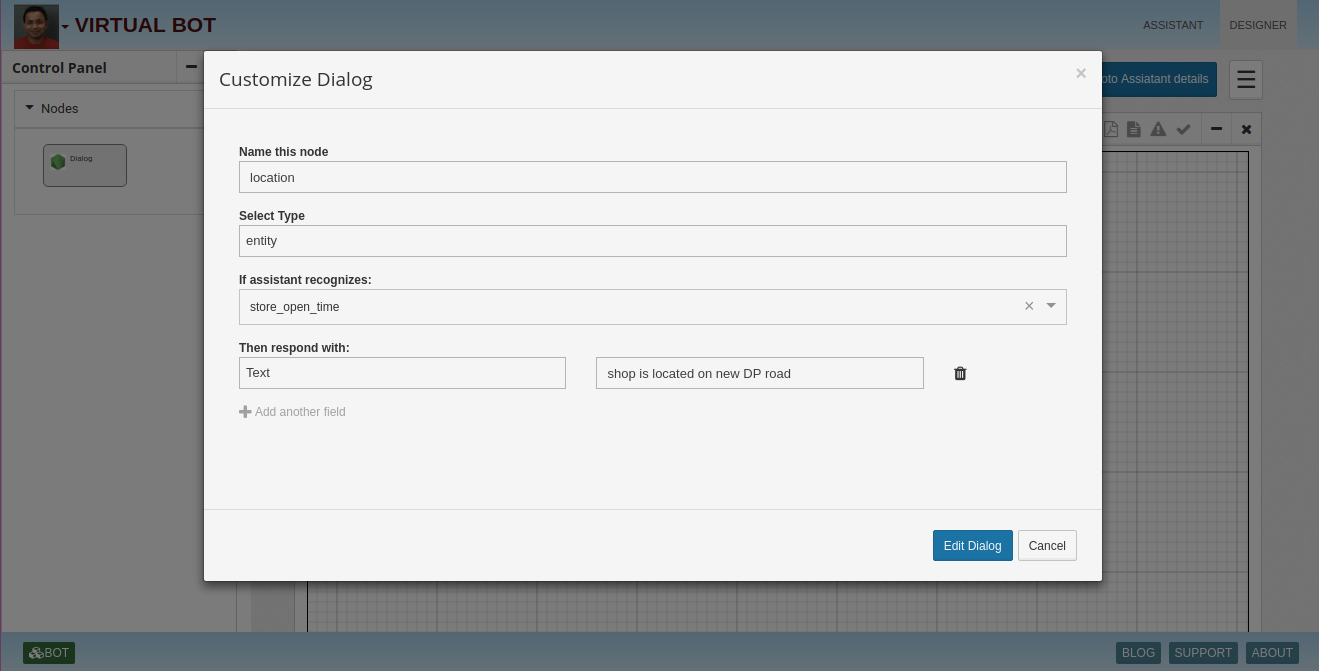 VIRTUAL BOT
ASSISTANT
DESIGNER
Control Panel
Nodes
Dialog
oto Assiatant details
Customize Dialog
×
Name this node
location
Select Type
entity
If assistant recognizes:
store_open_time
Then respond with:
Text
shop is located on new DP road
Add another field
Edit Dialog
Cancel
BOT
BLOG
SUPPORT
ABOUT